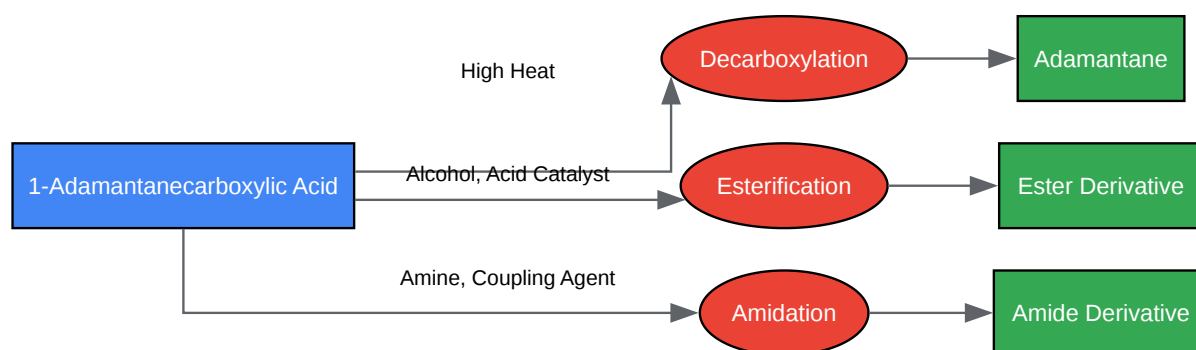 High Heat
Decarboxylation
Adamantane
1-Adamantanecarboxylic Acid
Alcohol, Acid Catalyst
Esterification
Ester Derivative
Amine, Coupling Agent
Amidation
Amide Derivative